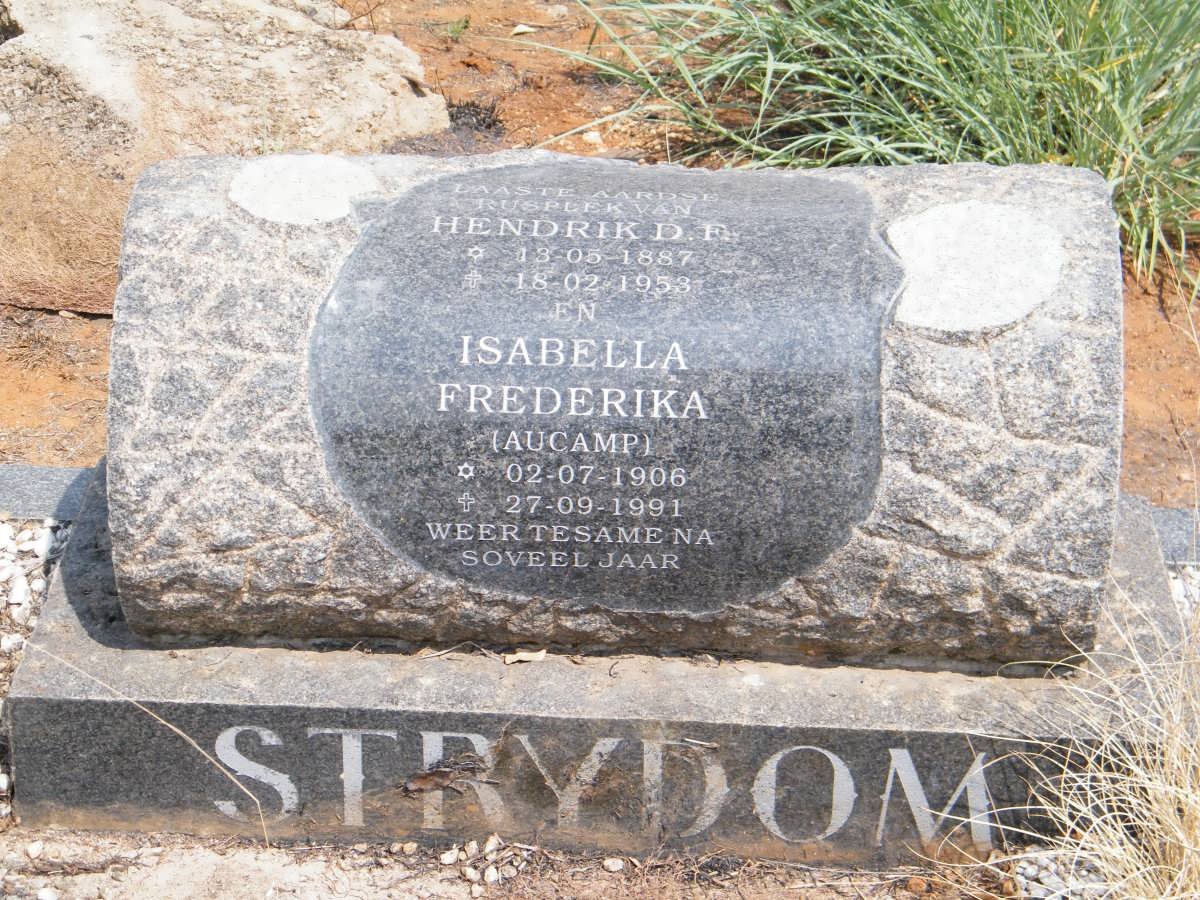 LAASTE AARDSE
RUSPLEK VAN
HENDRIK D.F.
✡ 13-05-1887
✝ 18-02-1953
EN
ISABELLA
FREDERIKA
(AUCAMP)
✡ 02-07-1906
✝ 27-09-1991
WEER TESAME NA
SOVEEL JAAR
STRYDOM